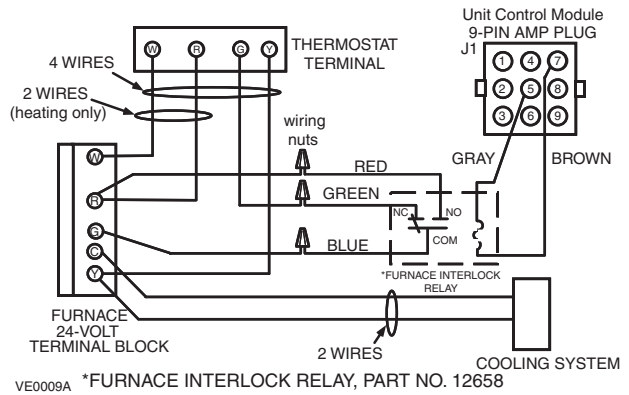 Unit Control Module
9-PIN AMP PLUG
J1
1 4 7
2 5 8
3 6 9
W R G Y
THERMOSTAT
TERMINAL
4 WIRES
2 WIRES
(heating only)
wiring
nuts
GRAY
BROWN
W
R
G
C
Y
RED
GREEN
BLUE
NC
NO
COM
*FURNACE INTERLOCK
RELAY
FURNACE
24-VOLT
TERMINAL BLOCK
2 WIRES
COOLING SYSTEM
VE0009A
*FURNACE INTERLOCK RELAY, PART NO. 12658